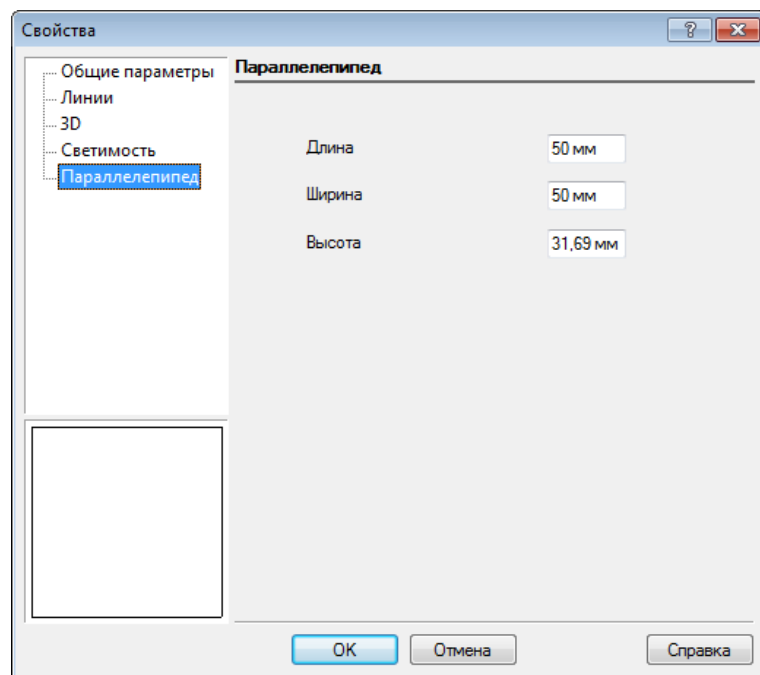 Свойства
?
Общие параметры
Линии
3D
Светимость
Параллелепипед
Параллелепипед
Длина 50 мм
Ширина 50 мм
Высота 31,69 мм
OK Отмена Справка